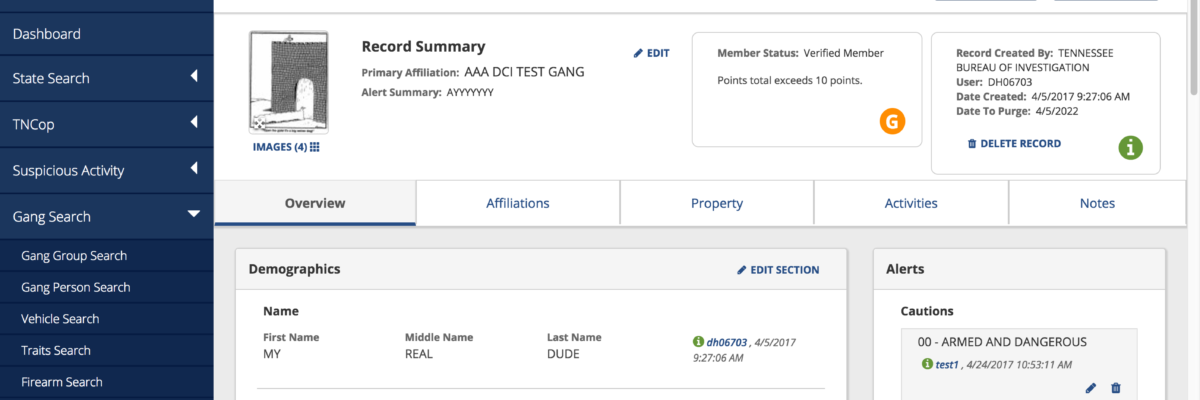 Dashboard
State Search
TNCop
Suspicious Activity
Gang Search
Gang Group Search
Gang Person Search
Vehicle Search
Traits Search
Firearm Search
Record Summary
EDIT
Primary Affiliation: AAA DCI TEST GANG
Alert Summary: AYYYYYY
IMAGES (4)
Member Status: Verified Member
Points total exceeds 10 points.
G
Record Created By: TENNESSEE
BUREAU OF INVESTIGATION
User: DH06703
Date Created: 4/5/2017 9:27:06 AM
Date To Purge: 4/5/2022
DELETE RECORD
i
Overview
Affiliations
Property
Activities
Notes
Demographics
EDIT SECTION
Name
First Name
Middle Name
Last Name
MY
REAL
DUDE
i dh06703 , 4/5/2017
9:27:06 AM
Alerts
Cautions
00 - ARMED AND DANGEROUS
i test1 , 4/24/2017 10:53:11 AM